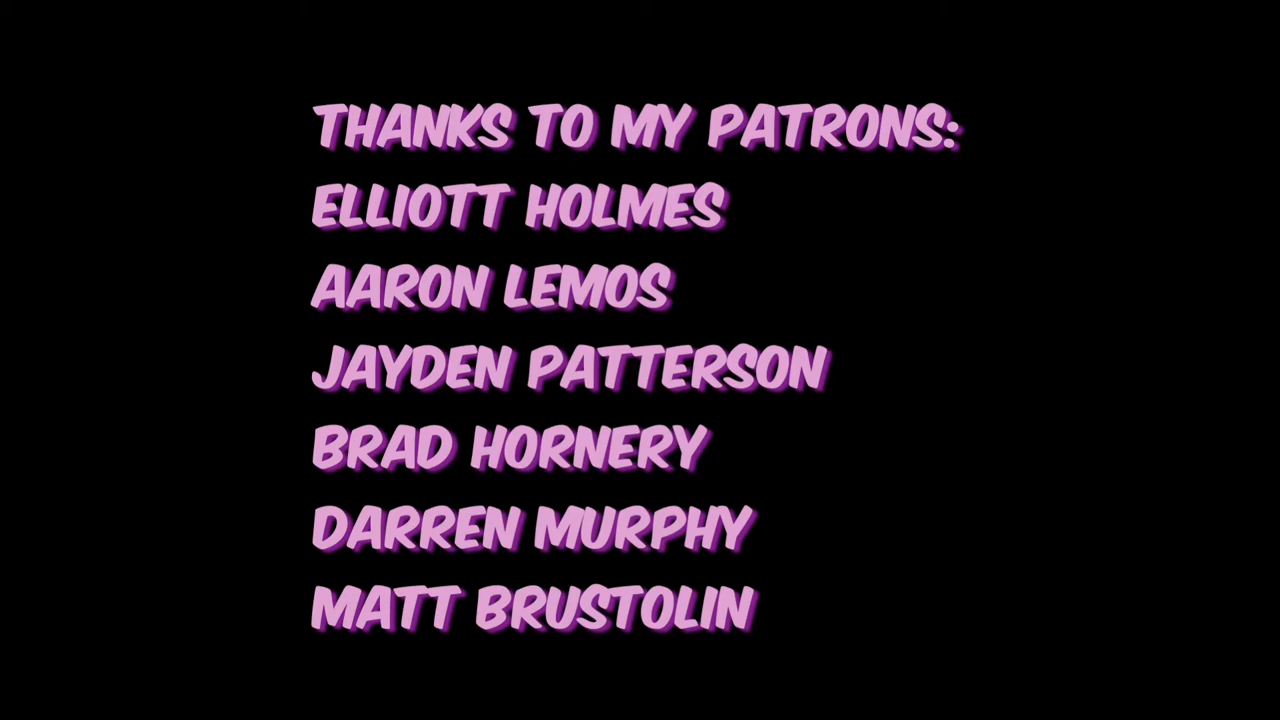 THANKS TO MY PATRONS:
ELLIOTT HOLMES
AARON LEMOS
JAYDEN PATTERSON
BRAD HORNERY
DARREN MURPHY
MATT BRUSTOLIN